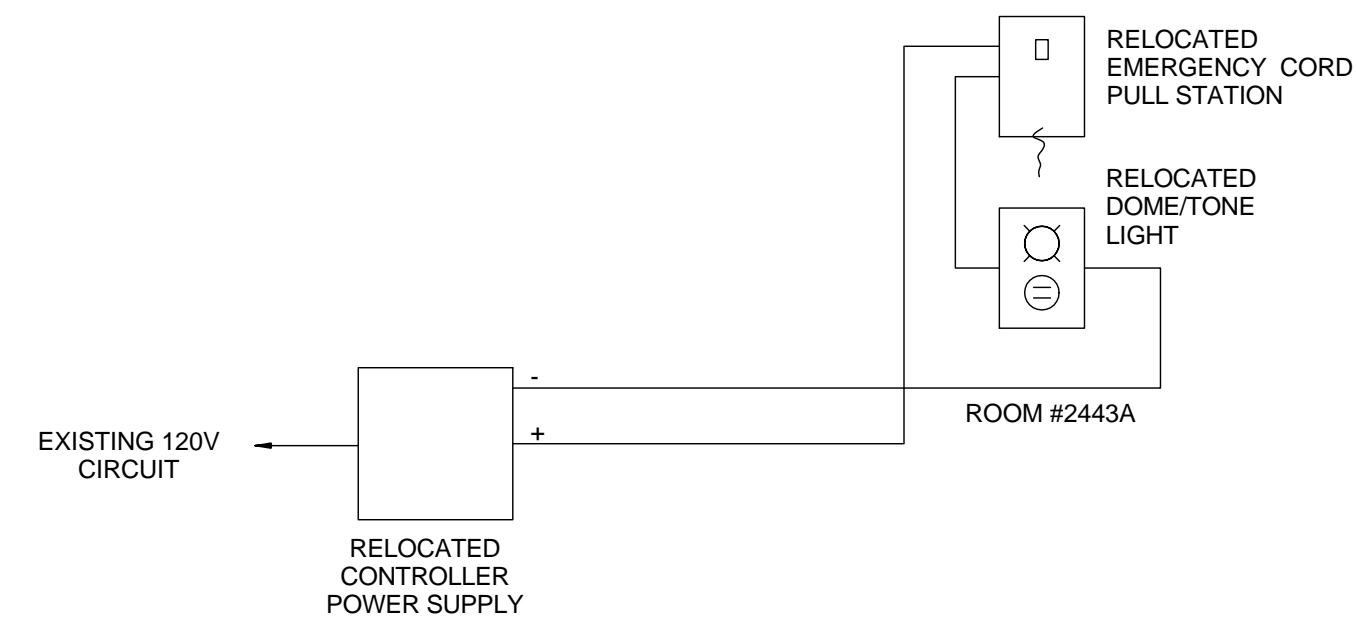 RELOCATED
EMERGENCY CORD
PULL STATION
RELOCATED
DOME/TONE
LIGHT
-
ROOM #2443A
+
EXISTING 120V
CIRCUIT
RELOCATED
CONTROLLER
POWER SUPPLY